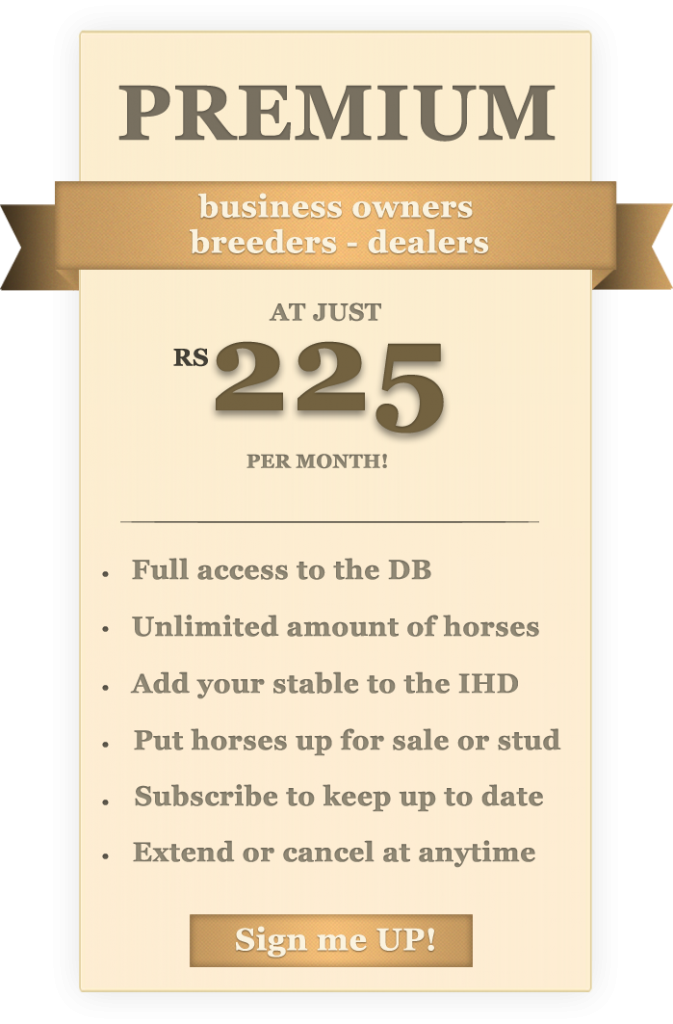 PREMIUM
business owners
breeders - dealers
AT JUST
RS 225
PER MONTH!
• Full access to the DB
• Unlimited amount of horses
• Add your stable to the IHD
• Put horses up for sale or stud
• Subscribe to keep up to date
• Extend or cancel at anytime
Sign me UP!